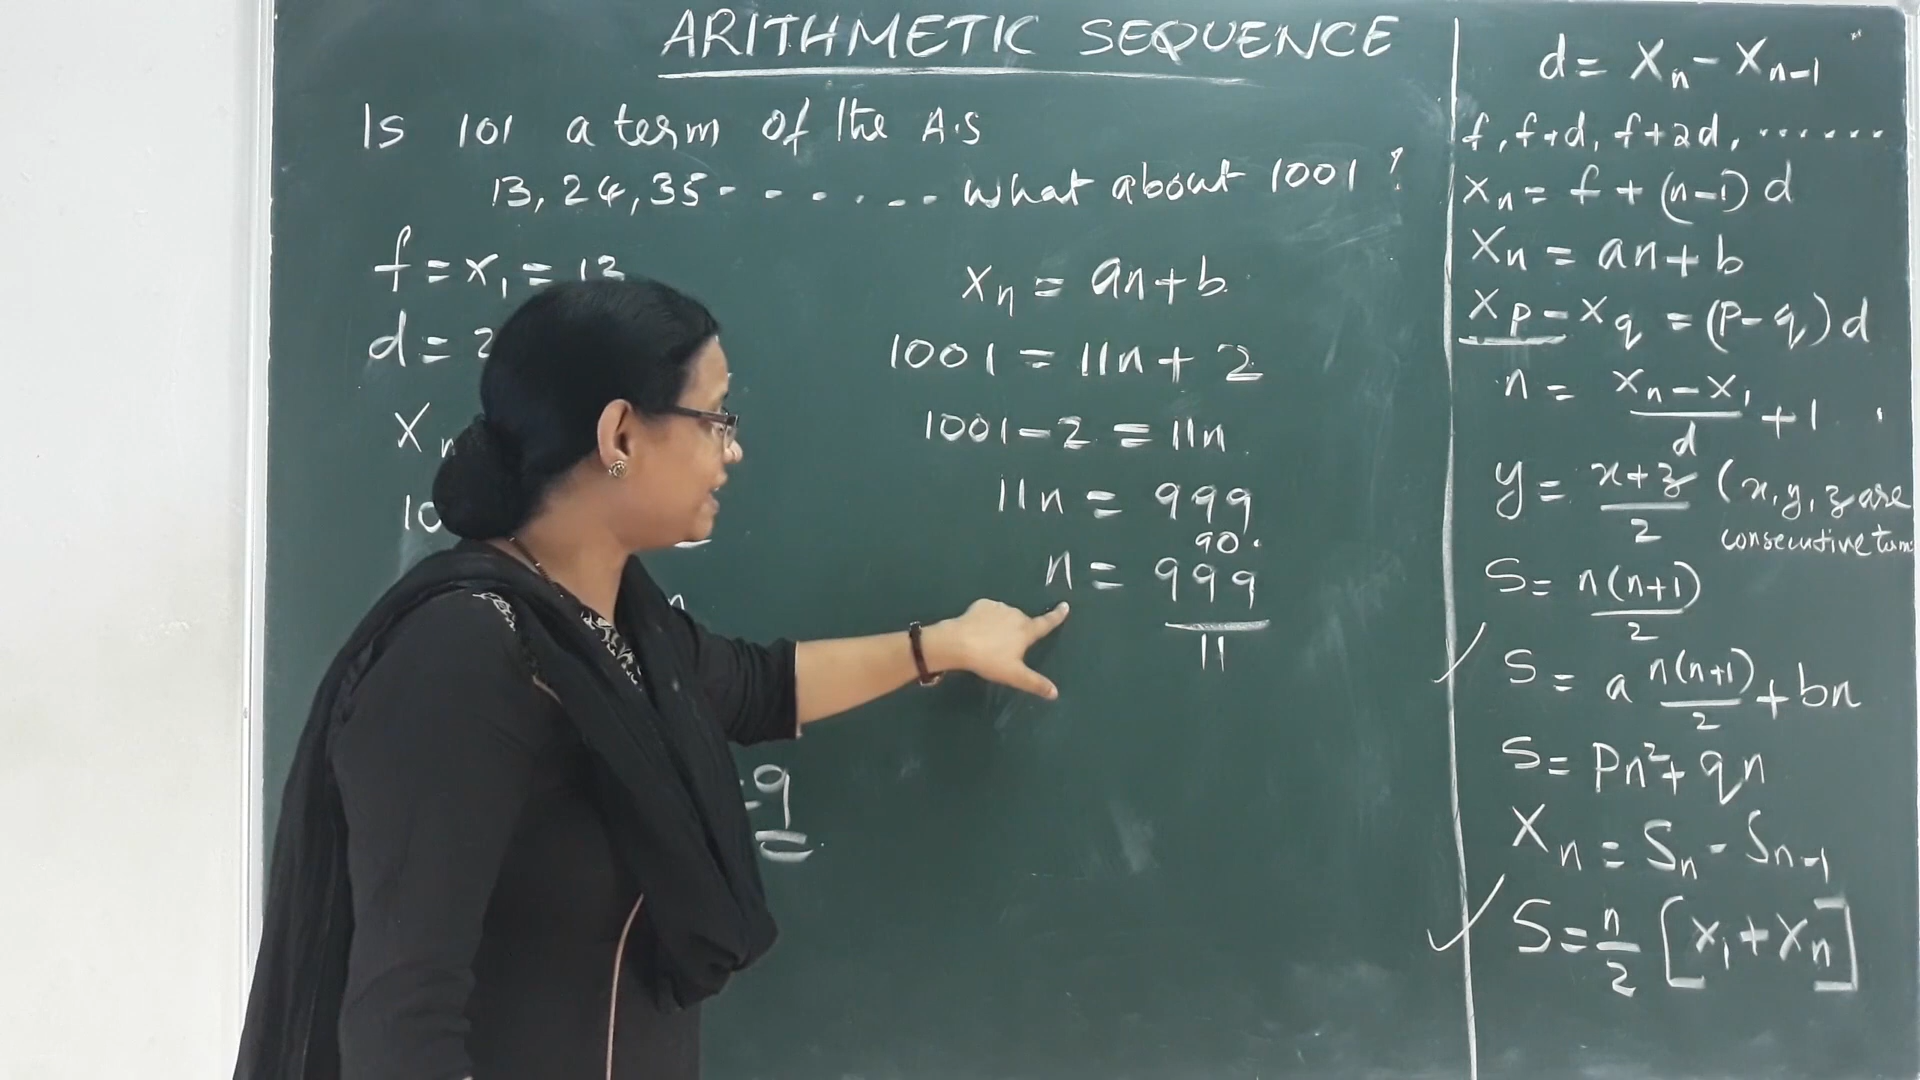 ARITHMETIC SEQUENCE
Is 101 a term of the A.S
13, 24, 35 - - - . . . - - what about 1001 ?
f = x₁ = 13
d = 2
Xn
10
n
= 9
xn = an + b
1001 = 11n + 2
1001 - 2 = 11n
11n = 999
90.
n = 999
11
d = Xn - Xn-1
f, f+d, f+2d, .......
Xn = f + (n-1) d
Xn = an + b
Xp - Xq = (p - q) d
n = (Xn - X₁)/d + 1
y = (x + z)/2 (x, y, z are
consecutive term
S = n(n+1)/2
✓ S = a n(n+1)/2 + bn
S = Pn² + qn
Xn = Sn - Sn-1
✓ S = n/2 [X₁ + Xn]